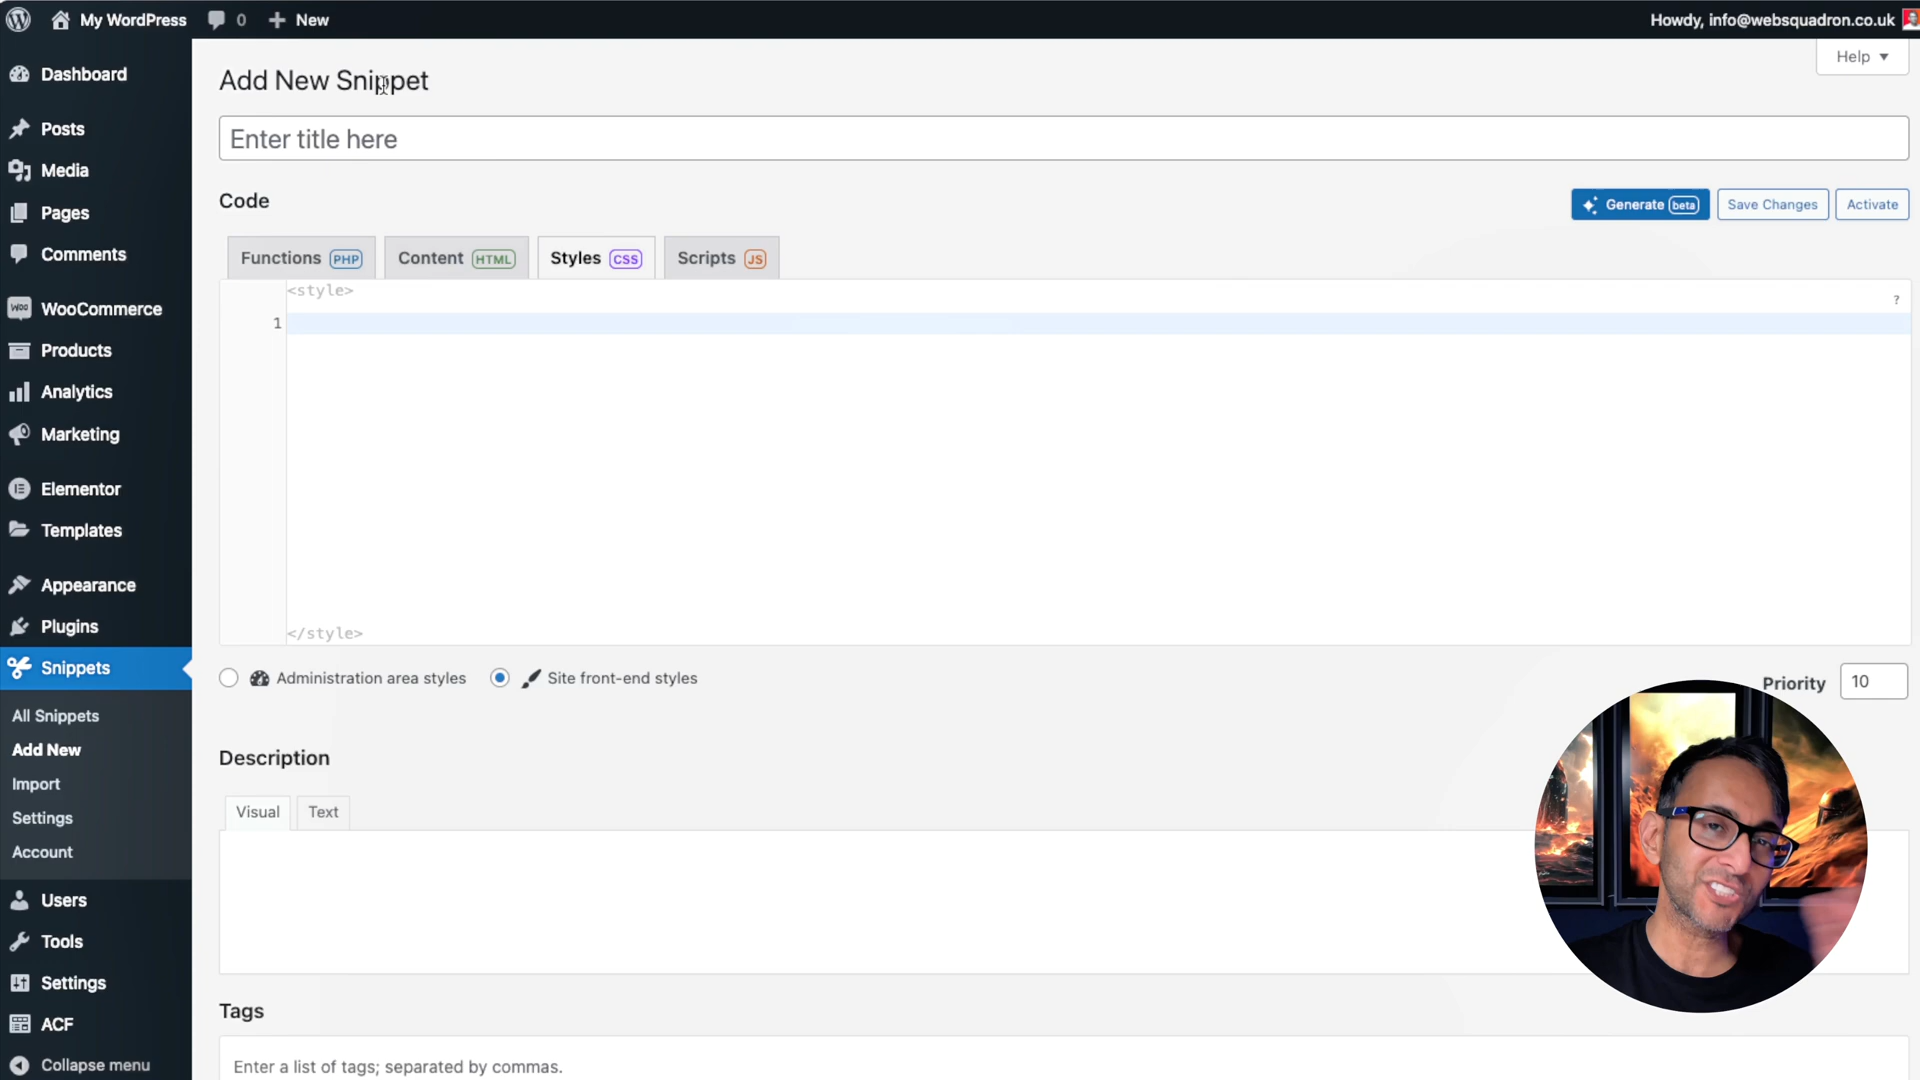 My WordPress
0
New
Howdy, info@websquadron.co.uk
Help
Dashboard
Posts
Media
Pages
Comments
WooCommerce
Products
Analytics
Marketing
Elementor
Templates
Appearance
Plugins
Snippets
All Snippets
Add New
Import
Settings
Account
Users
Tools
Settings
ACF
Collapse menu
Add New Snippet
Enter title here
Code
Generate beta
Save Changes
Activate
Functions PHP
Content HTML
Styles CSS
Scripts JS
<style>
?
1
</style>
Administration area styles
Site front-end styles
Priority
10
Description
Visual
Text
Tags
Enter a list of tags; separated by commas.